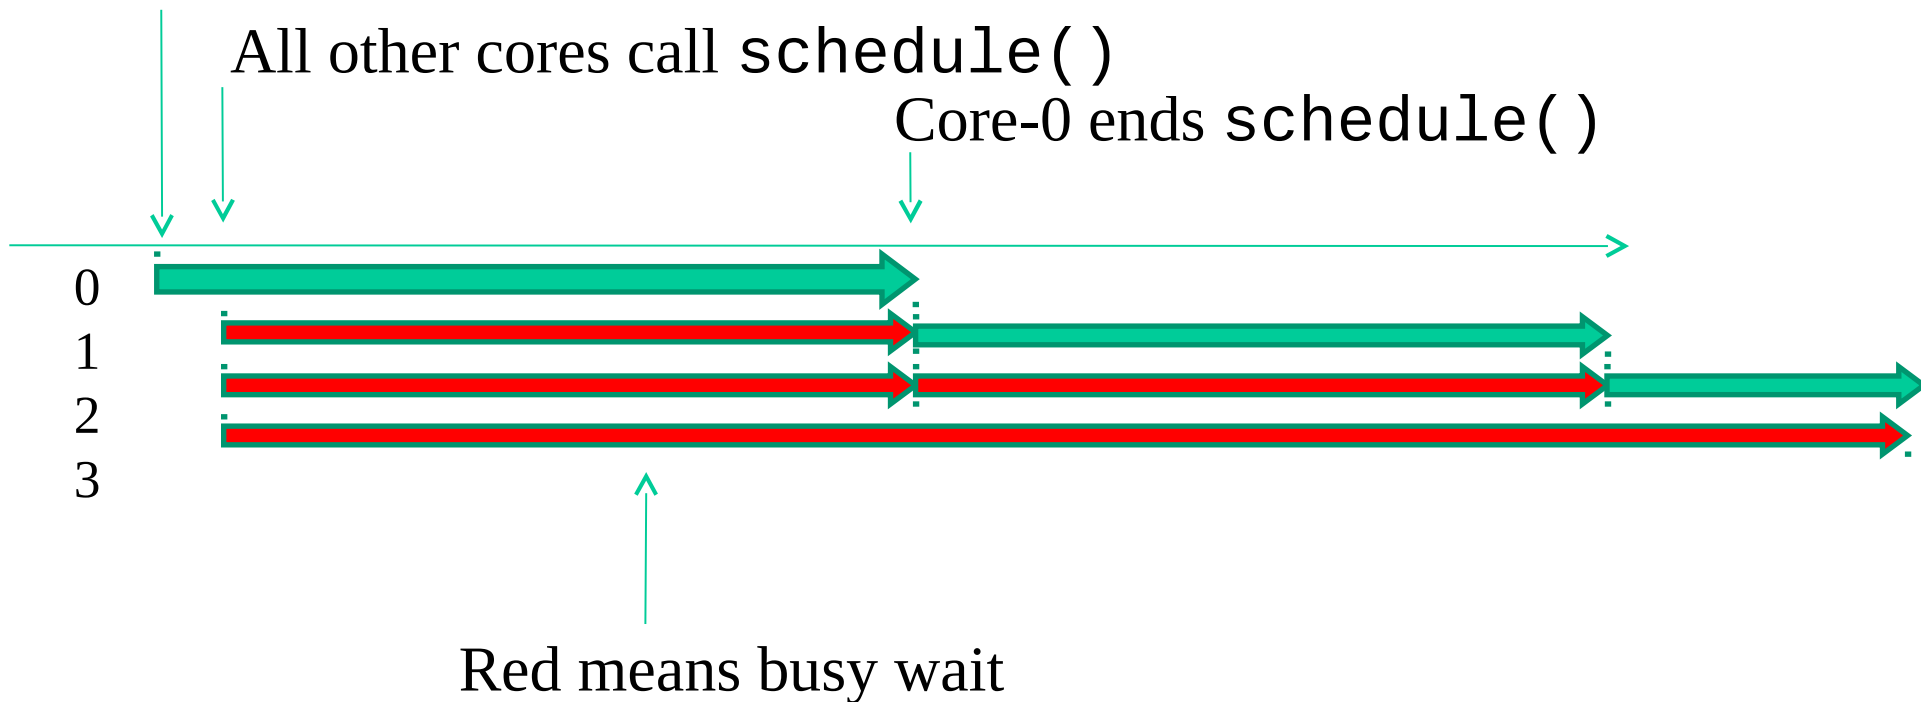 All other cores call schedule()
Core-0 ends schedule()
0
1
2
3
Red means busy wait